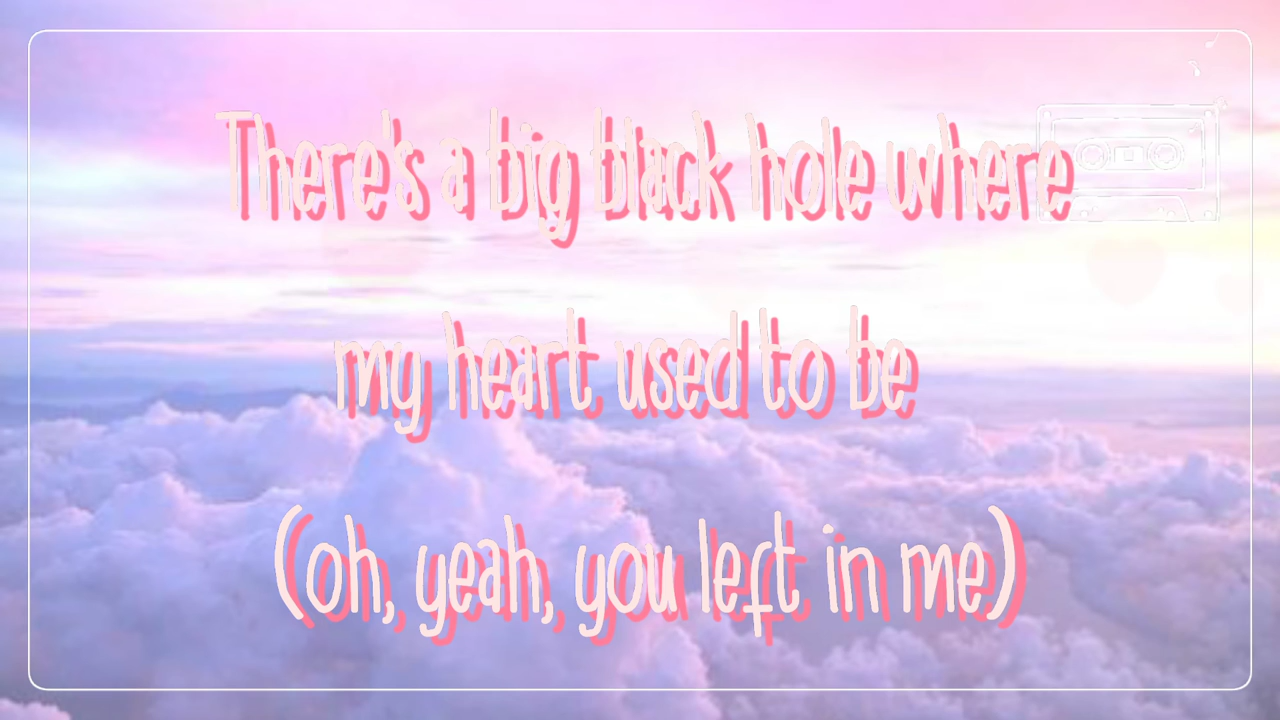 There's a big black hole where
my heart used to be
(oh, yeah, you left in me)